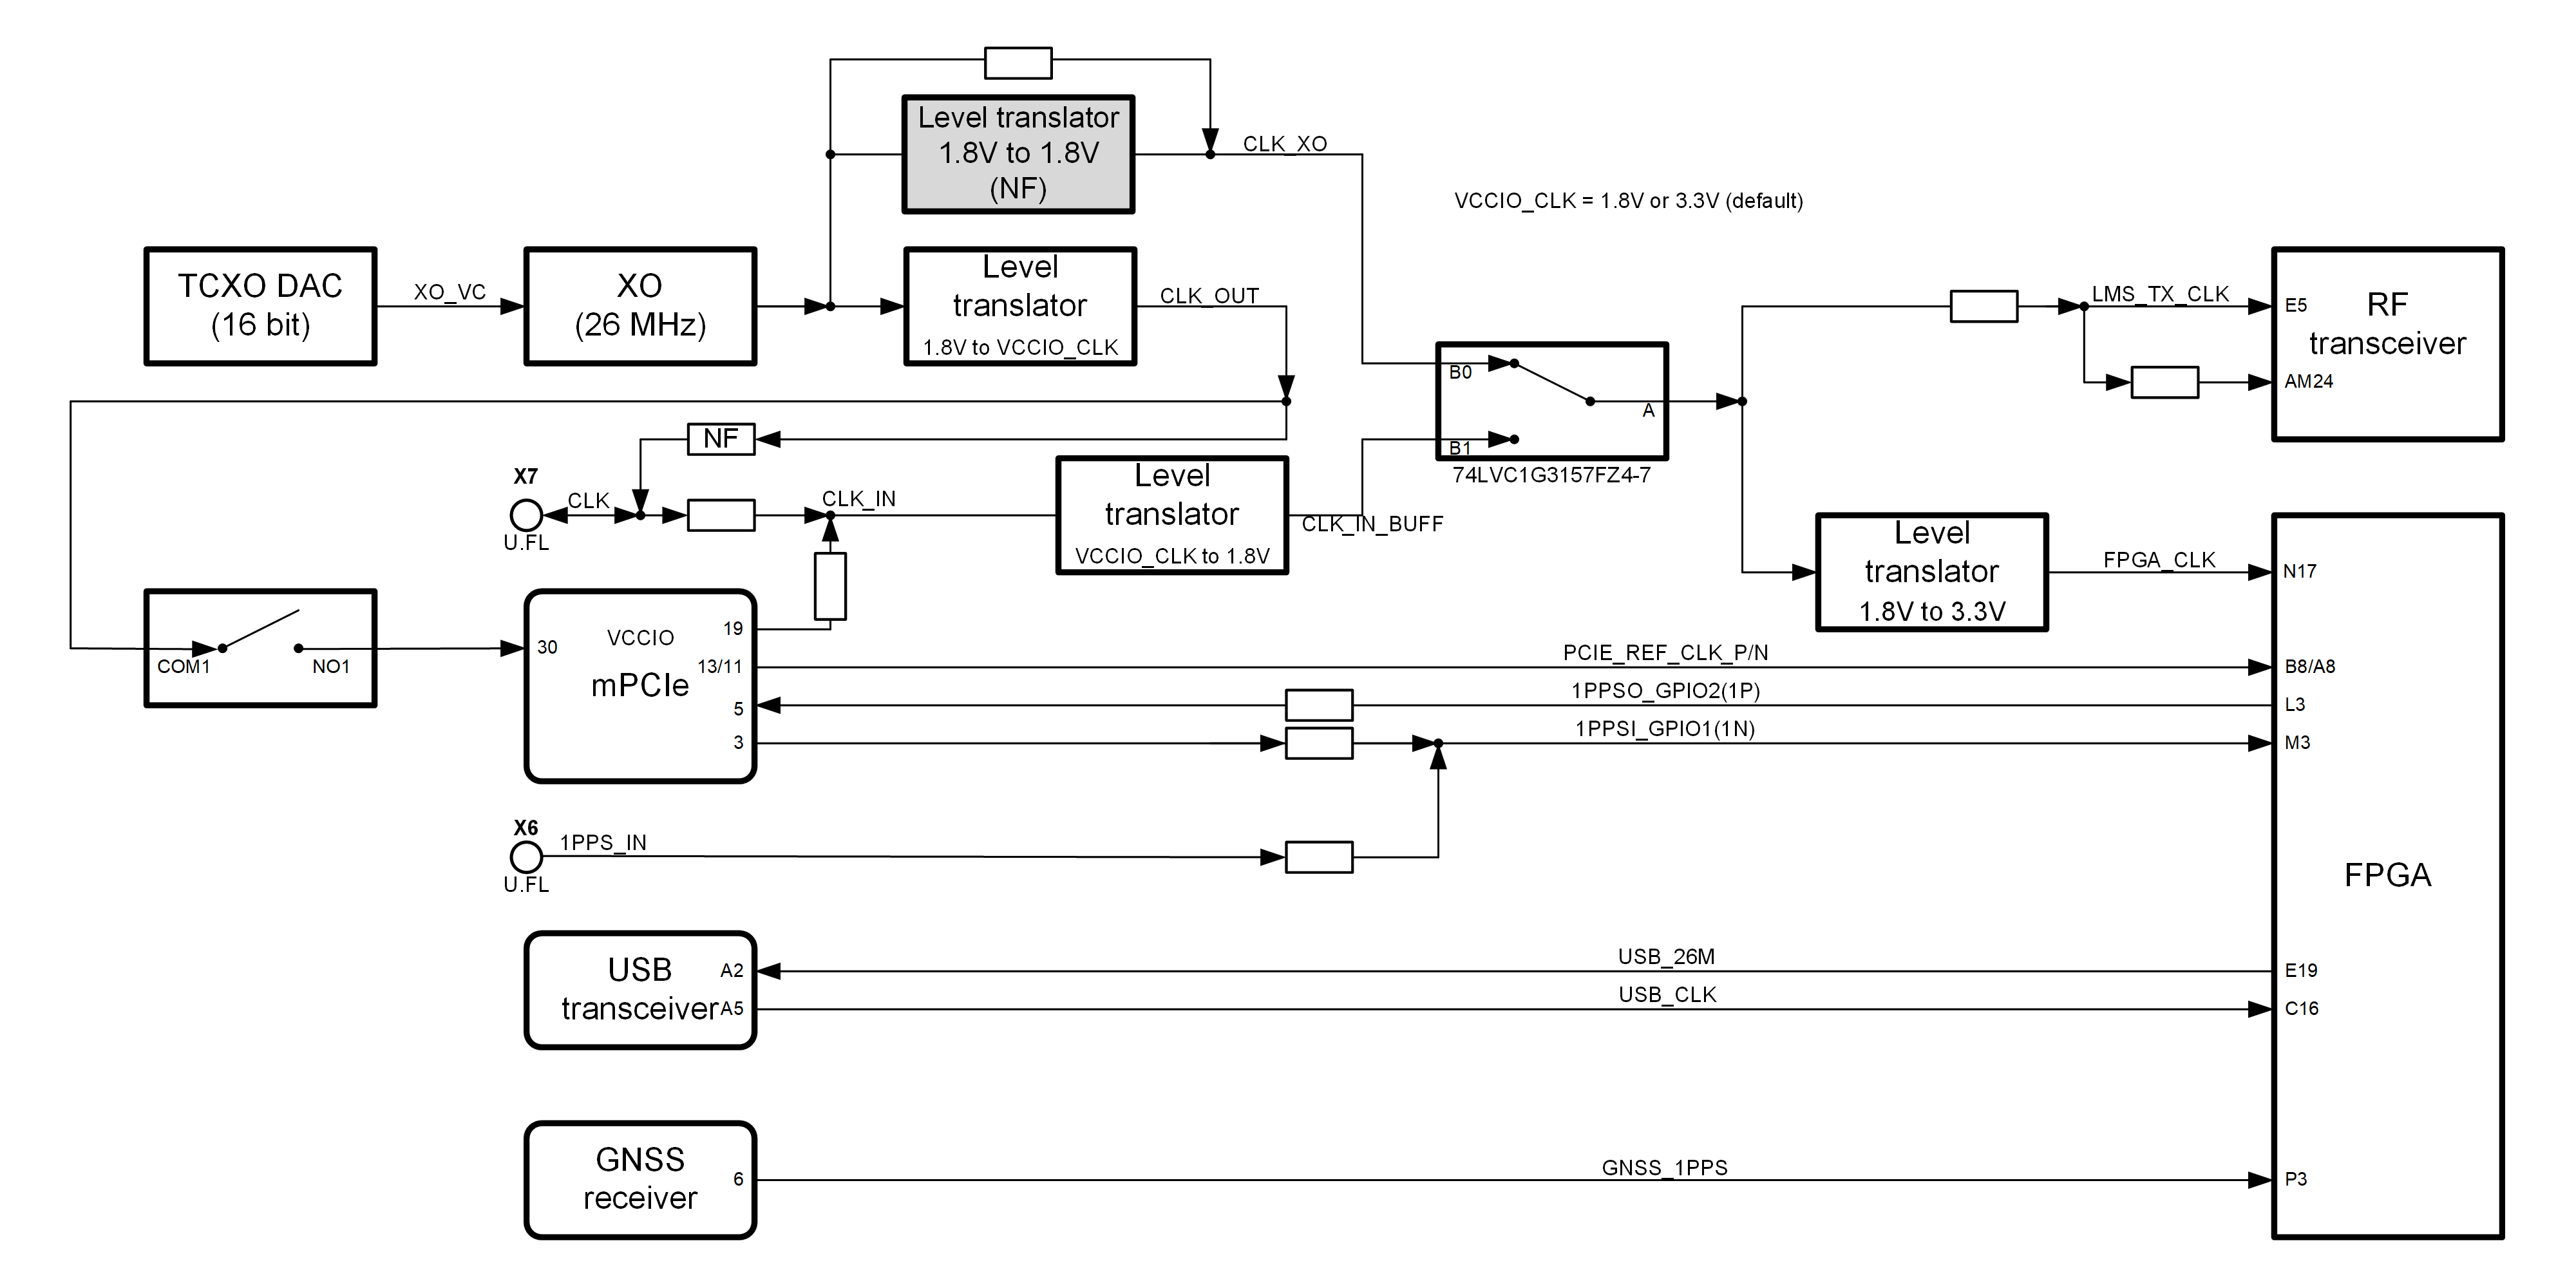 Level translator
1.8V to 1.8V
(NF)
CLK_XO
VCCIO_CLK = 1.8V or 3.3V (default)
TCXO DAC
(16 bit)
XO_VC
XO
(26 MHz)
Level
translator
1.8V to VCCIO_CLK
CLK_OUT
B0
B1
A
74LVC1G3157FZ4-7
LMS_TX_CLK
E5
AM24
RF
transceiver
NF
X7
CLK
U.FL
CLK_IN
Level
translator
VCCIO_CLK to 1.8V
CLK_IN_BUFF
Level
translator
1.8V to 3.3V
FPGA_CLK
N17
COM1
NO1
30
VCCIO
mPCIe
19
13/11
5
3
PCIE_REF_CLK_P/N
B8/A8
1PPSO_GPIO2(1P)
L3
1PPSI_GPIO1(1N)
M3
X6
1PPS_IN
U.FL
FPGA
USB
transceiver
A2
A5
USB_26M
E19
USB_CLK
C16
GNSS
receiver
6
GNSS_1PPS
P3